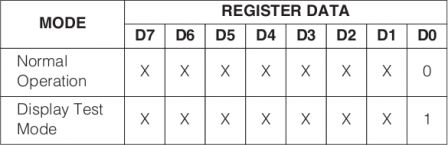 MODE REGISTER DATA
D7 D6 D5 D4 D3 D2 D1 D0
Normal
Operation X X X X X X X 0
Display Test
Mode X X X X X X X 1